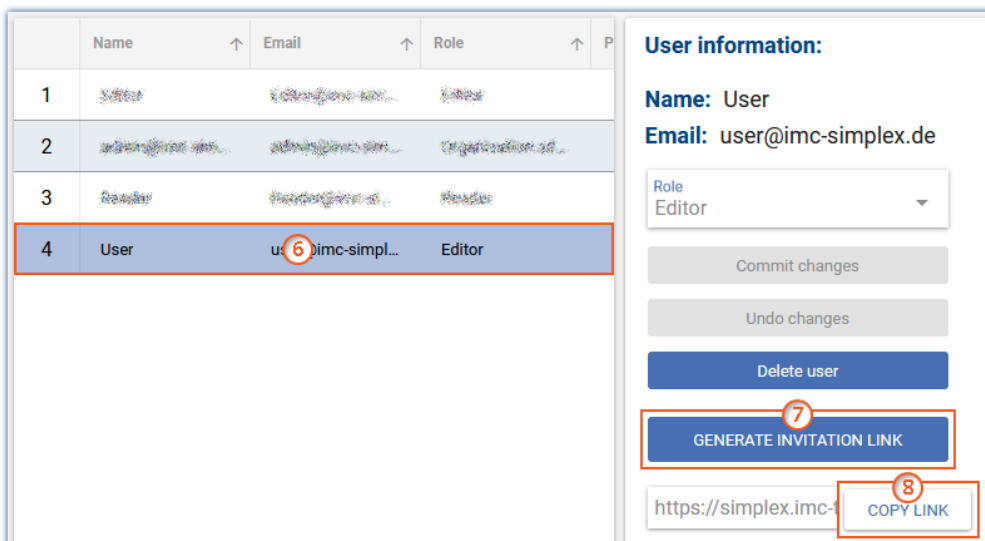 Name Email Role P
1
2
3
4 User us 6 @imc-simpl... Editor
User information:
Name: User
Email: user@imc-simplex.de
Role
Editor
Commit changes
Undo changes
Delete user
7
GENERATE INVITATION LINK
8
https://simplex.imc-t COPY LINK